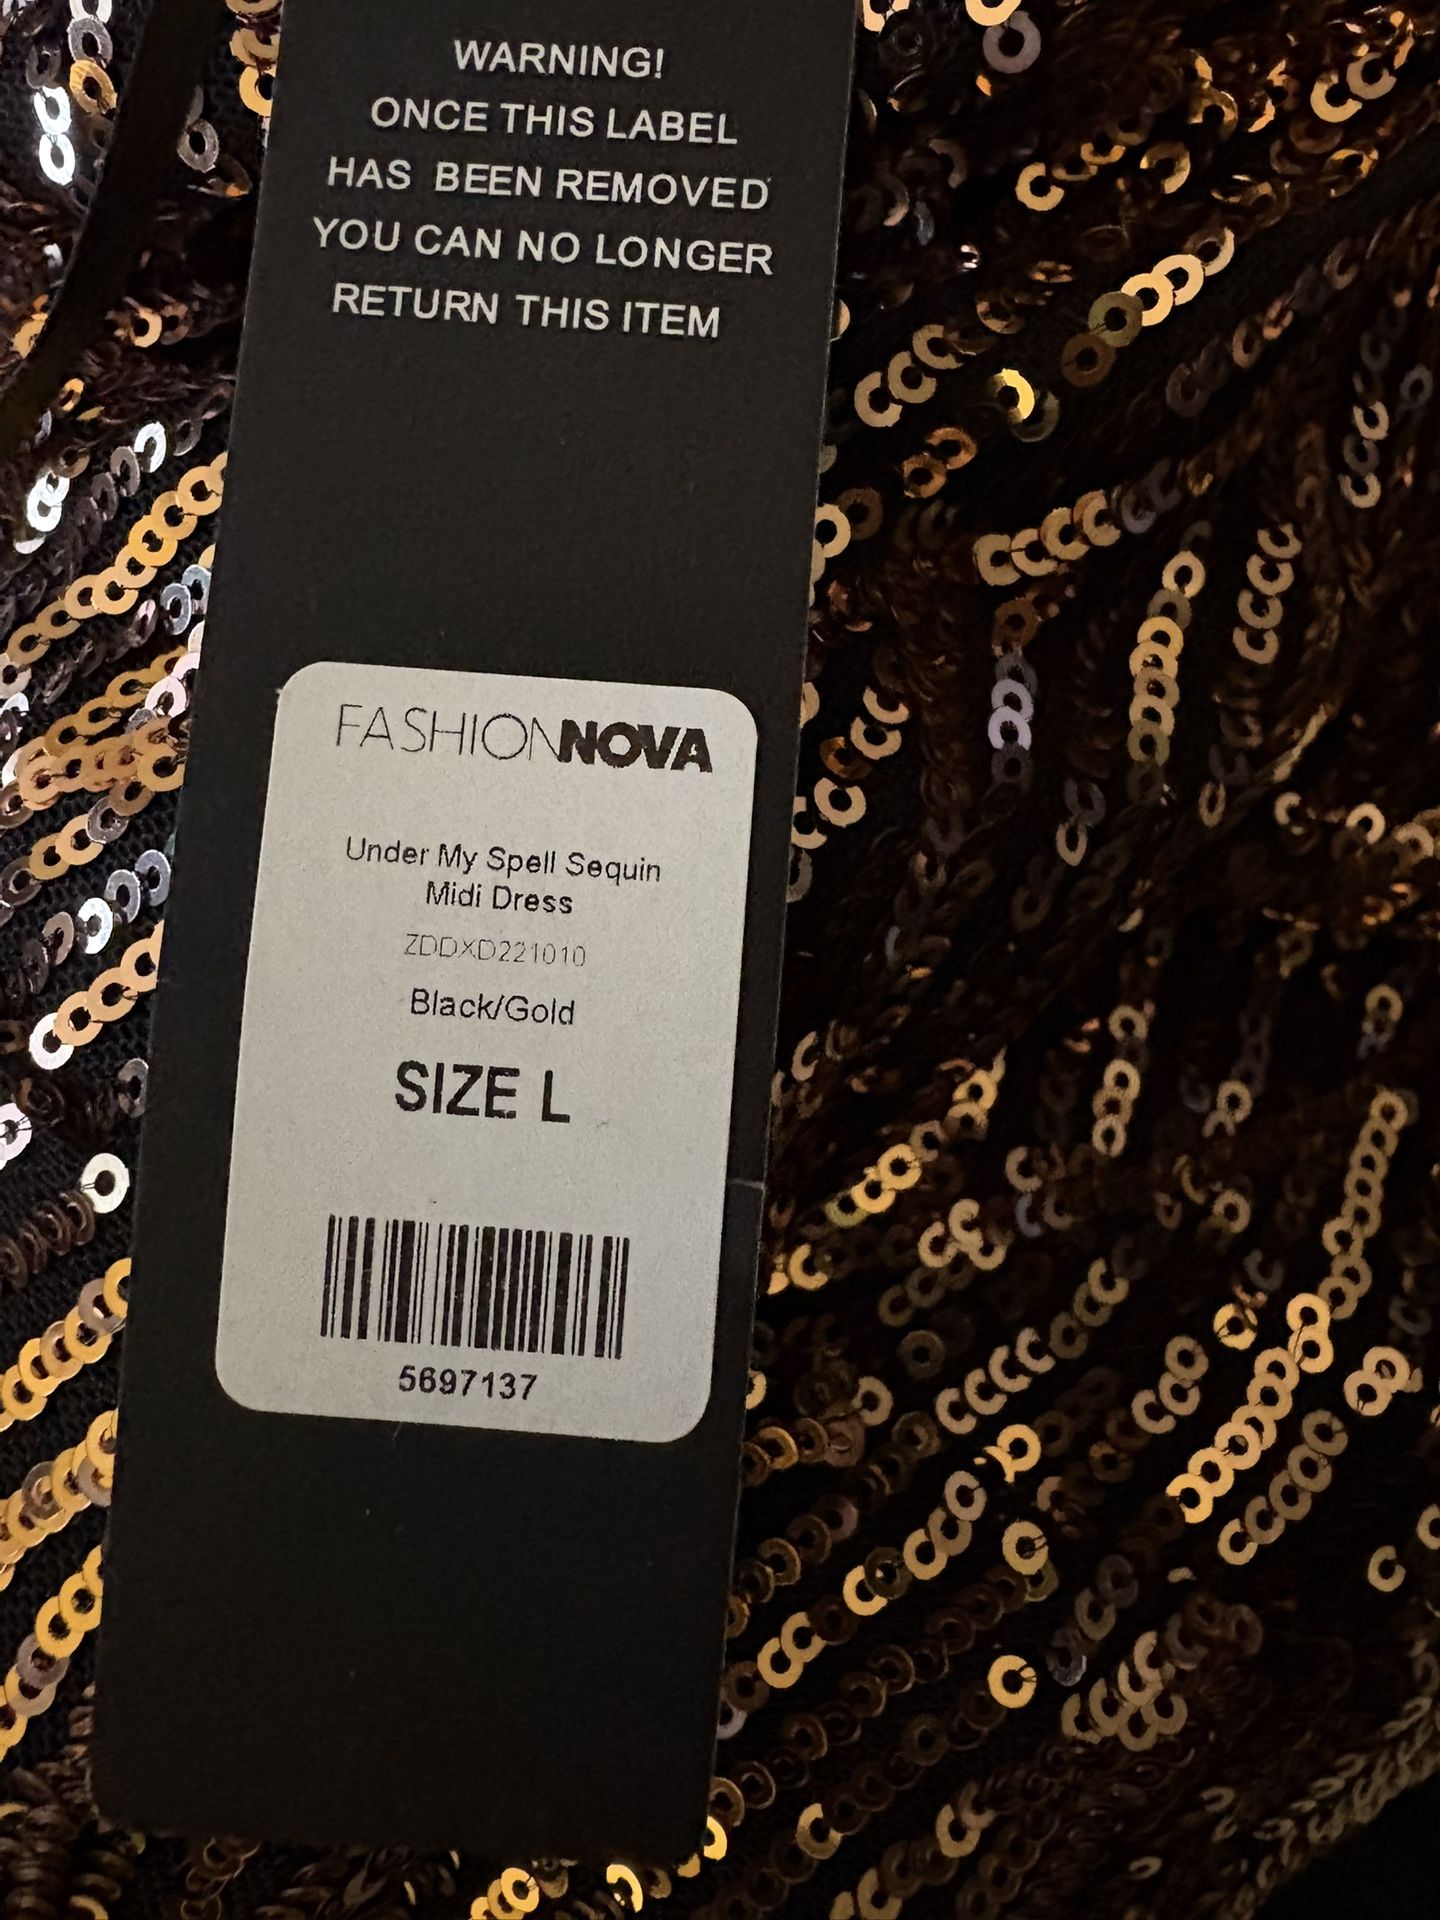 WARNING!
ONCE THIS LABEL
HAS BEEN REMOVED
YOU CAN NO LONGER
RETURN THIS ITEM
FASHIONNOVA
Under My Spell Sequin
Midi Dress
ZDDXD221010
Black/Gold
SIZE L
5697137